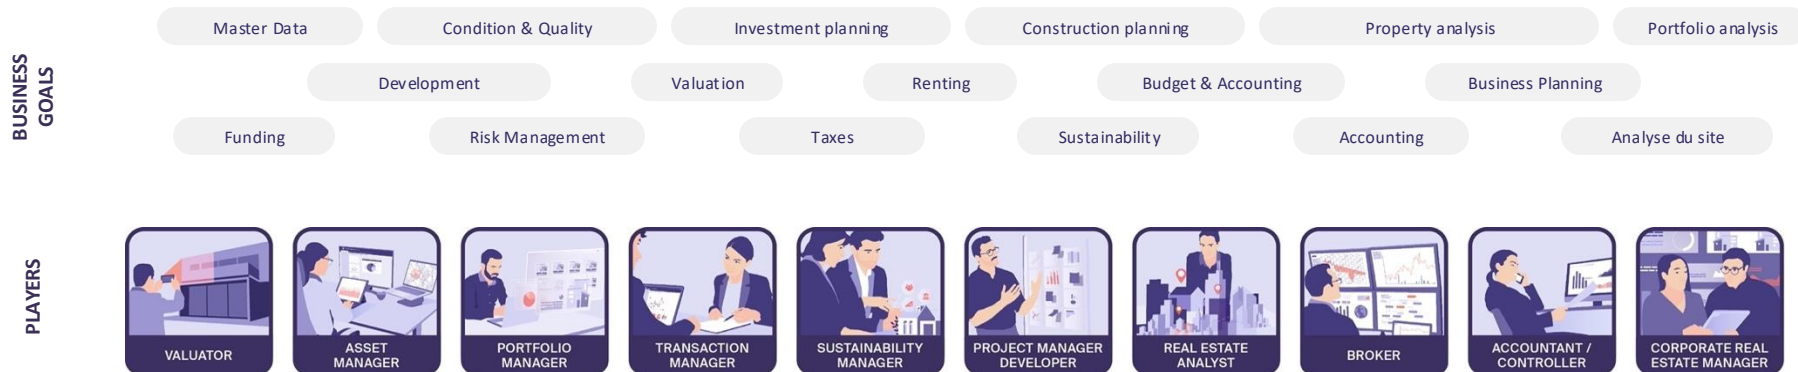 Master Data
Condition & Quality
Investment planning
Construction planning
Property analysis
Portfolio analysis
BUSINESS
GOALS
Development
Valuation
Renting
Budget & Accounting
Business Planning
Funding
Risk Management
Taxes
Sustainability
Accounting
Analyse du site
PLAYERS
VALUATOR
ASSET
MANAGER
PORTFOLIO
MANAGER
TRANSACTION
MANAGER
SUSTAINABILITY
MANAGER
PROJECT MANAGER
DEVELOPER
REAL ESTATE
ANALYST
BROKER
ACCOUNTANT /
CONTROLLER
CORPORATE REAL
ESTATE MANAGER